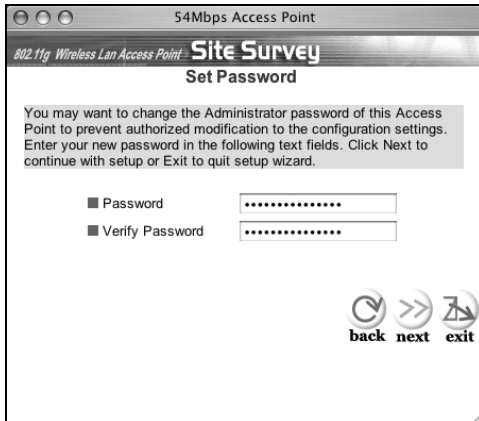 54Mbps Access Point
802.11g Wireless Lan Access Point Site Survey
Set Password
You may want to change the Administrator password of this Access
Point to prevent authorized modification to the configuration settings.
Enter your new password in the following text fields. Click Next to
continue with setup or Exit to quit setup wizard.
Password •••••••••••••••
Verify Password •••••••••••••••
back next exit